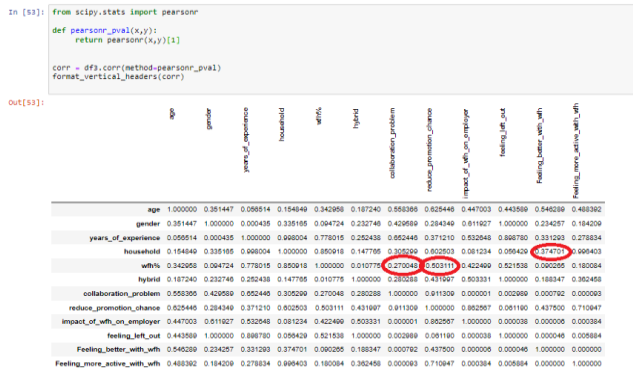 In [53]: from scipy.stats import pearsonr
def pearsonr_pval(x,y):
return pearsonr(x,y)[1]
corr = df3.corr(method=pearsonr_pval)
format_vertical_headers(corr)
Out[53]:
age gender years_of_experience household wfh% hybrid collaboration_problem reduce_promotion_chance impact_of_wfh_on_employer feeling_left_out Feeling_better_with_wfh Feeling_more_active_with_wfh
age 1.000000 0.351447 0.056514 0.154849 0.342958 0.187240 0.558366 0.625446 0.447003 0.443589 0.546289 0.488392
gender 0.351447 1.000000 0.000435 0.335165 0.094724 0.232746 0.429589 0.284349 0.611927 1.000000 0.234257 0.184209
years_of_experience 0.056514 0.000435 1.000000 0.998004 0.778015 0.252438 0.652446 0.371210 0.532648 0.898780 0.331293 0.278834
household 0.154849 0.335165 0.998004 1.000000 0.850918 0.147765 0.305299 0.602503 0.081234 0.056429 0.374701 0.996403
wfh% 0.342958 0.094724 0.778015 0.850918 1.000000 0.010775 0.270048 0.503111 0.422499 0.521538 0.090265 0.180084
hybrid 0.187240 0.232746 0.252438 0.147765 0.010775 1.000000 0.280288 0.431997 0.503331 1.000000 0.188347 0.362458
collaboration_problem 0.558366 0.429589 0.652446 0.305299 0.270048 0.280288 1.000000 0.911309 0.000001 0.002989 0.000792 0.000093
reduce_promotion_chance 0.625446 0.284349 0.371210 0.602503 0.503111 0.431997 0.911309 1.000000 0.862567 0.061190 0.437500 0.710947
impact_of_wfh_on_employer 0.447003 0.611927 0.532648 0.081234 0.422499 0.503331 0.000001 0.862567 1.000000 0.000038 0.000006 0.000384
feeling_left_out 0.443589 1.000000 0.898780 0.056429 0.521538 1.000000 0.002989 0.061190 0.000038 1.000000 0.000046 0.005884
Feeling_better_with_wfh 0.546289 0.234257 0.331293 0.374701 0.090265 0.188347 0.000792 0.437500 0.000006 0.000046 1.000000 0.000000
Feeling_more_active_with_wfh 0.488392 0.184209 0.278834 0.996403 0.180084 0.362458 0.000093 0.710947 0.000384 0.005884 0.000000 1.000000